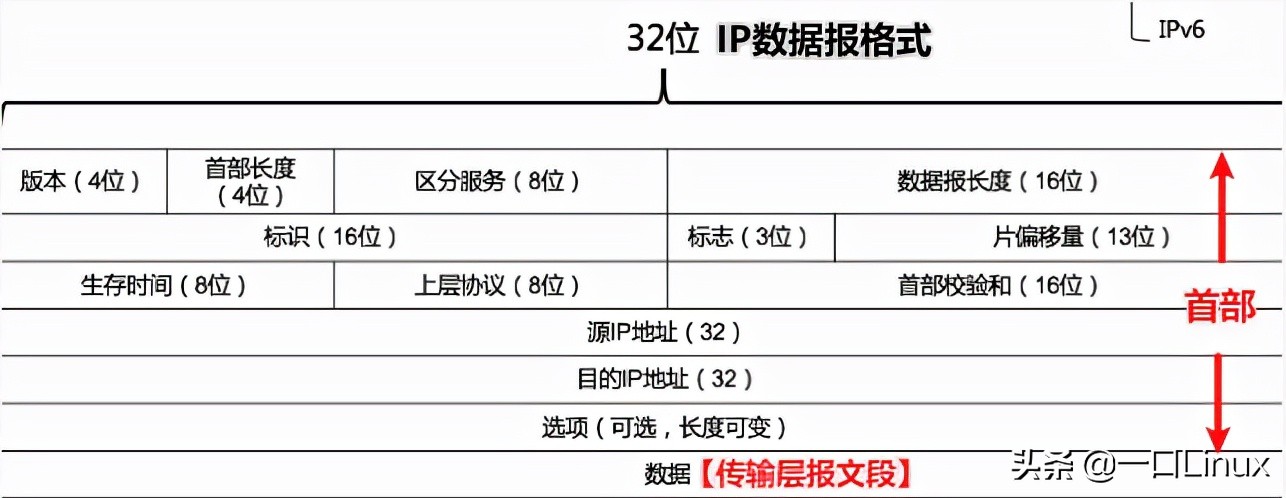 IPv6
32位 IP数据报格式
版本（4位） 首部长度（4位） 区分服务（8位） 数据报长度（16位）
标识（16位） 标志（3位） 片偏移量（13位）
生存时间（8位） 上层协议（8位） 首部校验和（16位）
首部
源IP地址（32）
目的IP地址（32）
选项（可选，长度可变）
数据【传输层报文段】
头条 @一口Linux